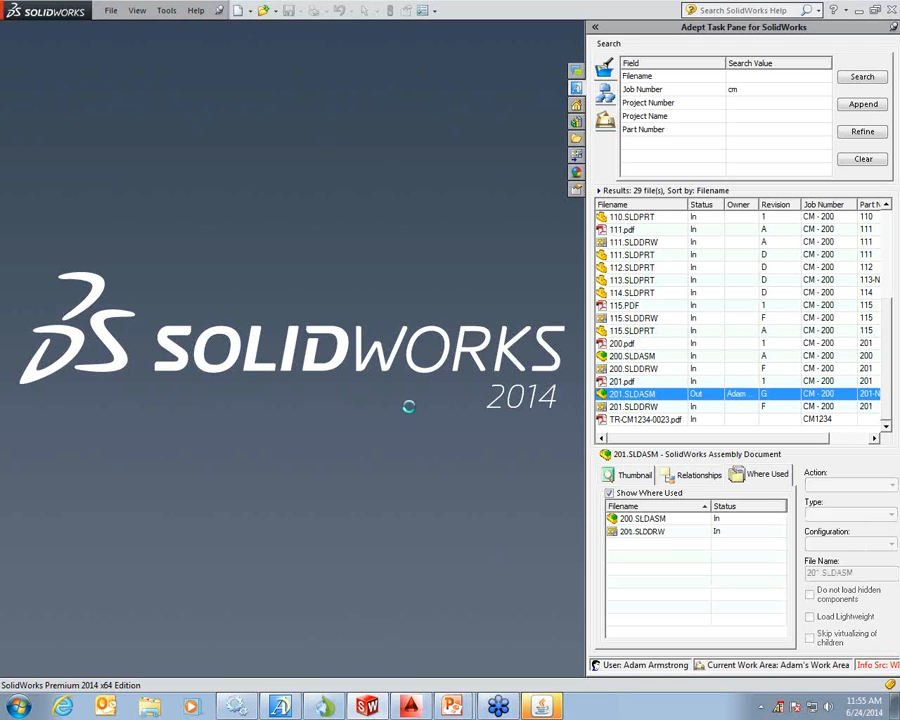 SOLIDWORKS File View Tools Help Search SolidWorks Help
Adept Task Pane for SolidWorks
Search
Field Search Value
Filename
Job Number cm
Project Number
Project Name
Part Number
Search
Append
Refine
Clear
Results: 29 file(s), Sort by: Filename
Filename Status Owner Revision Job Number Part N
110.SLDPRT In 1 CM - 200 110
111.pdf In A CM - 200 111
111.SLDDRW In A CM - 200 111
111.SLDPRT In D CM - 200 111
112.SLDPRT In D CM - 200 112
113.SLDPRT In D CM - 200 113-N
114.SLDPRT In D CM - 200 114
115.PDF In 1 CM - 200 115
115.SLDDRW In F CM - 200 115
115.SLDPRT In A CM - 200 115
200.pdf In 1 CM - 200 201
200.SLDASM In A CM - 200 200
200.SLDDRW In F CM - 200 201
201.pdf In 1 CM - 200 201
201.SLDASM Out Adam ... G CM - 200 201-N
201.SLDDRW In F CM - 200 201
TR-CM1234-0023.pdf In CM1234
SOLIDWORKS
2014
201.SLDASM - SolidWorks Assembly Document
Thumbnail Relationships Where Used
Show Where Used
Filename Status
200.SLDASM In
201.SLDDRW In
Action:
Type:
Configuration:
File Name:
201.SLDASM
Do not load hidden
components
Load Lightweight
Skip virtualizing of
children
User: Adam Armstrong Current Work Area: Adam's Work Area Info Src: WI
SolidWorks Premium 2014 x64 Edition
11:55 AM
6/24/2014